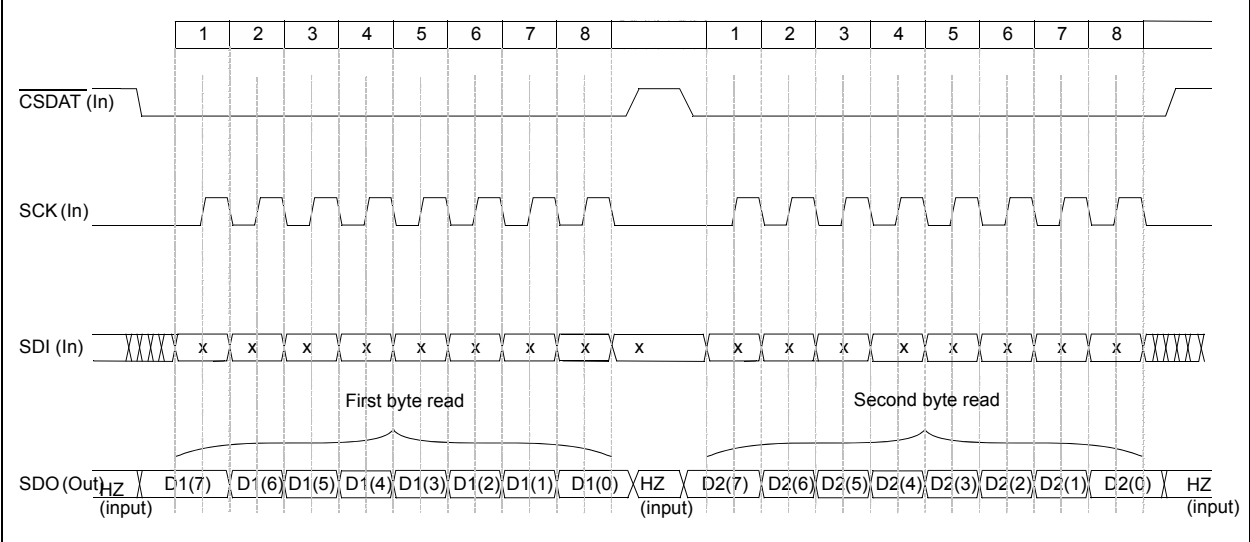 1 2 3 4 5 6 7 8 1 2 3 4 5 6 7 8
CSDAT (In)
SCK (In)
SDI (In) x x x x x x x x x x x x x x x x x
First byte read Second byte read
SDO (Out) HZ D1(7) D1(6) D1(5) D1(4) D1(3) D1(2) D1(1) D1(0) HZ D2(7) D2(6) D2(5) D2(4) D2(3) D2(2) D2(1) D2(0) HZ
(input) (input) (input)